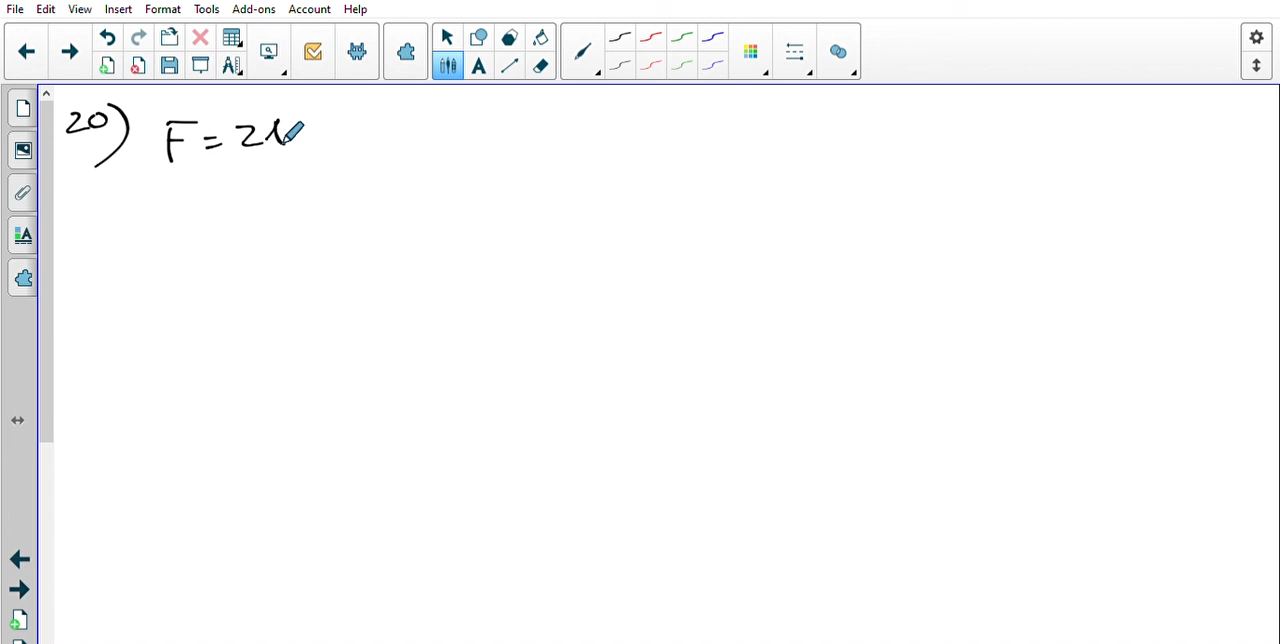 File Edit View Insert Format Tools Add-ons Account Help
20) F = 2